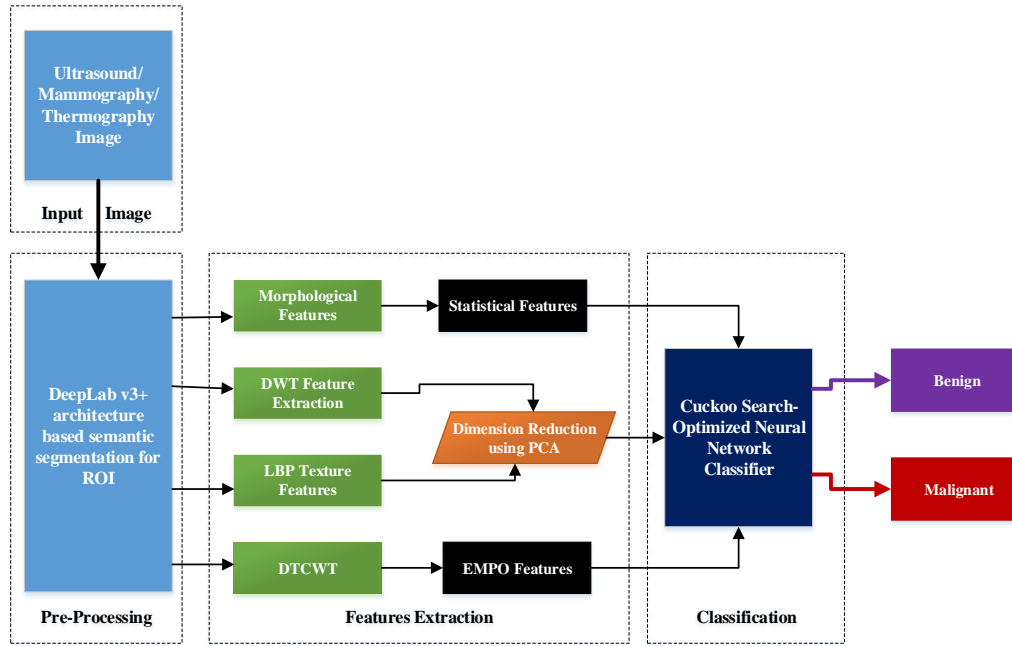 Ultrasound/
Mammography/
Thermography
Image
Input Image
DeepLab v3+
architecture
based semantic
segmentation for
ROI
Pre-Processing
Morphological
Features
Statistical Features
DWT Feature
Extraction
Dimension Reduction
using PCA
LBP Texture
Features
DTCWT
EMPO Features
Features Extraction
Cuckoo Search-
Optimized Neural
Network
Classifier
Classification
Benign
Malignant